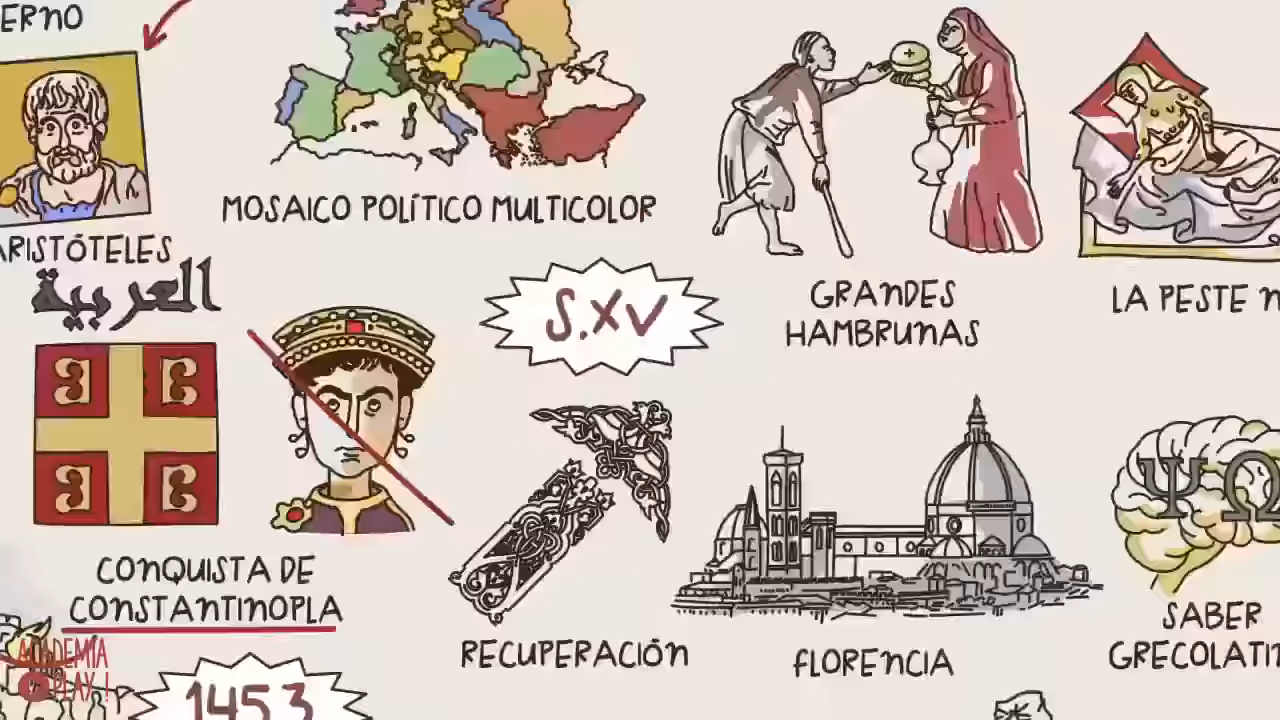 ERNO
MOSAICO POLÍTICO MULTICOLOR
ARISTÓTELES
العربية
GRANDES
HAMBRUNAS
LA PESTE N
S.XV
Ψ Ω
CONQUISTA DE
CONSTANTINOPLA
RECUPERACIÓN
FLORENCIA
SABER
GRECOLATIN
ACADEMIA
PLAY!
1453